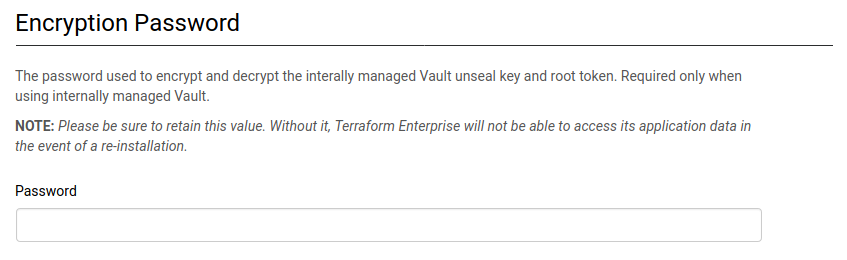 Encryption Password
The password used to encrypt and decrypt the interally managed Vault unseal key and root token. Required only when
using internally managed Vault.
NOTE: Please be sure to retain this value. Without it, Terraform Enterprise will not be able to access its application data in
the event of a re-installation.
Password